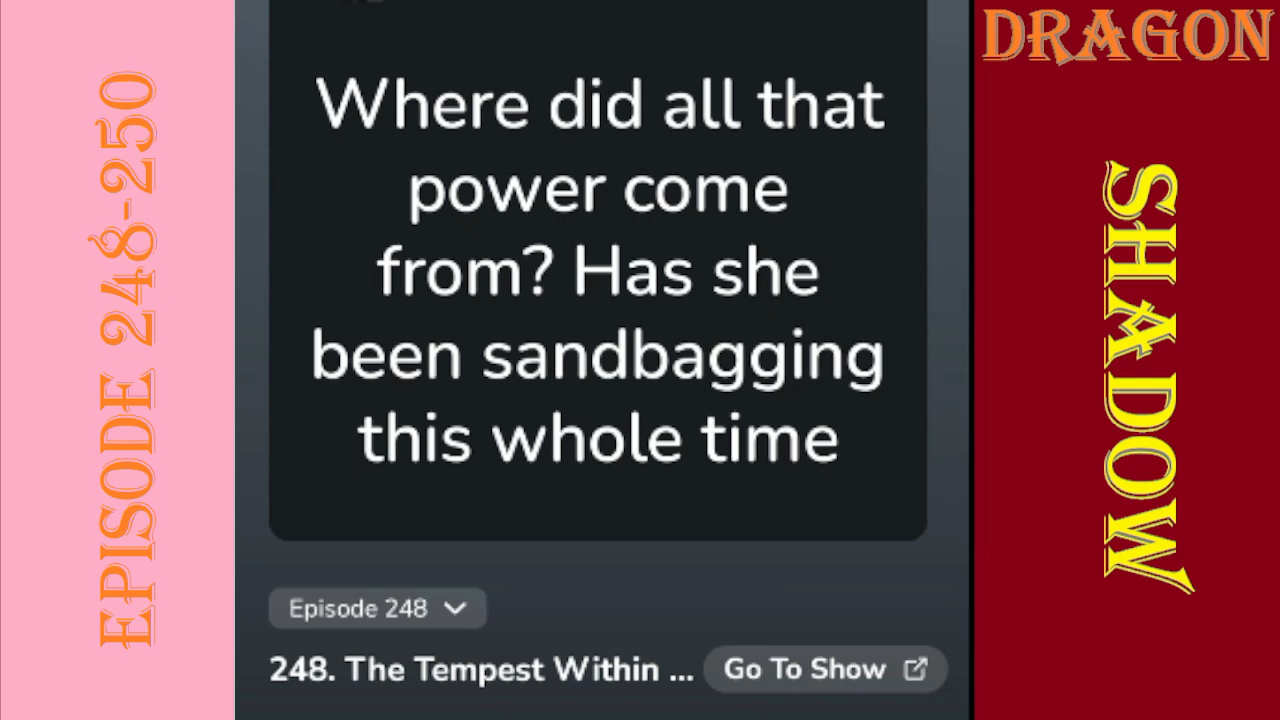 EPISODE 248-250
Where did all that
power come
from? Has she
been sandbagging
this whole time
Episode 248
248. The Tempest Within ...
Go To Show
DRAGON
SHADOW